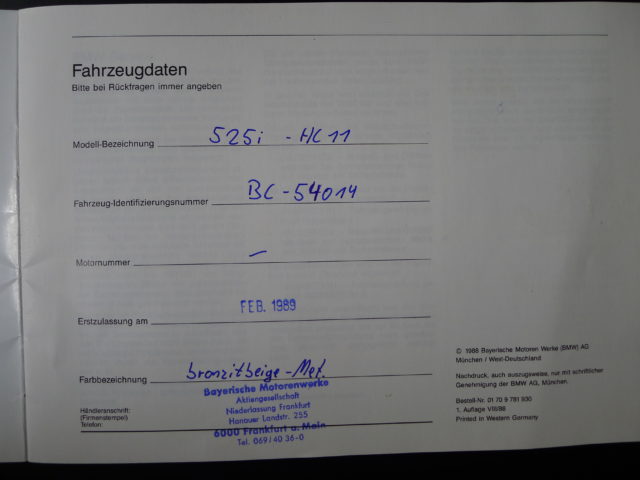 Fahrzeugdaten
Bitte bei Rückfragen immer angeben
Modell-Bezeichnung 525i - HC11
Fahrzeug-Identifizierungsnummer BC-54014
Motornummer —
Erstzulassung am FEB. 1989
Farbbezeichnung bronzitbeige-Met.
Händleranschrift:
(Firmenstempel)
Telefon:
Bayerische Motorenwerke
Aktiengesellschaft
Niederlassung Frankfurt
Hanauer Landstr. 255
6000 Frankfurt a. Main
Tel. 069/40 36-0
© 1988 Bayerische Motoren Werke (BMW) AG
München / West-Deutschland
Nachdruck, auch auszugsweise, nur mit schriftlicher
Genehmigung der BMW AG, München.
Bestell-Nr. 01 70 9 781 930
1. Auflage VIII/88
Printed in Western Germany